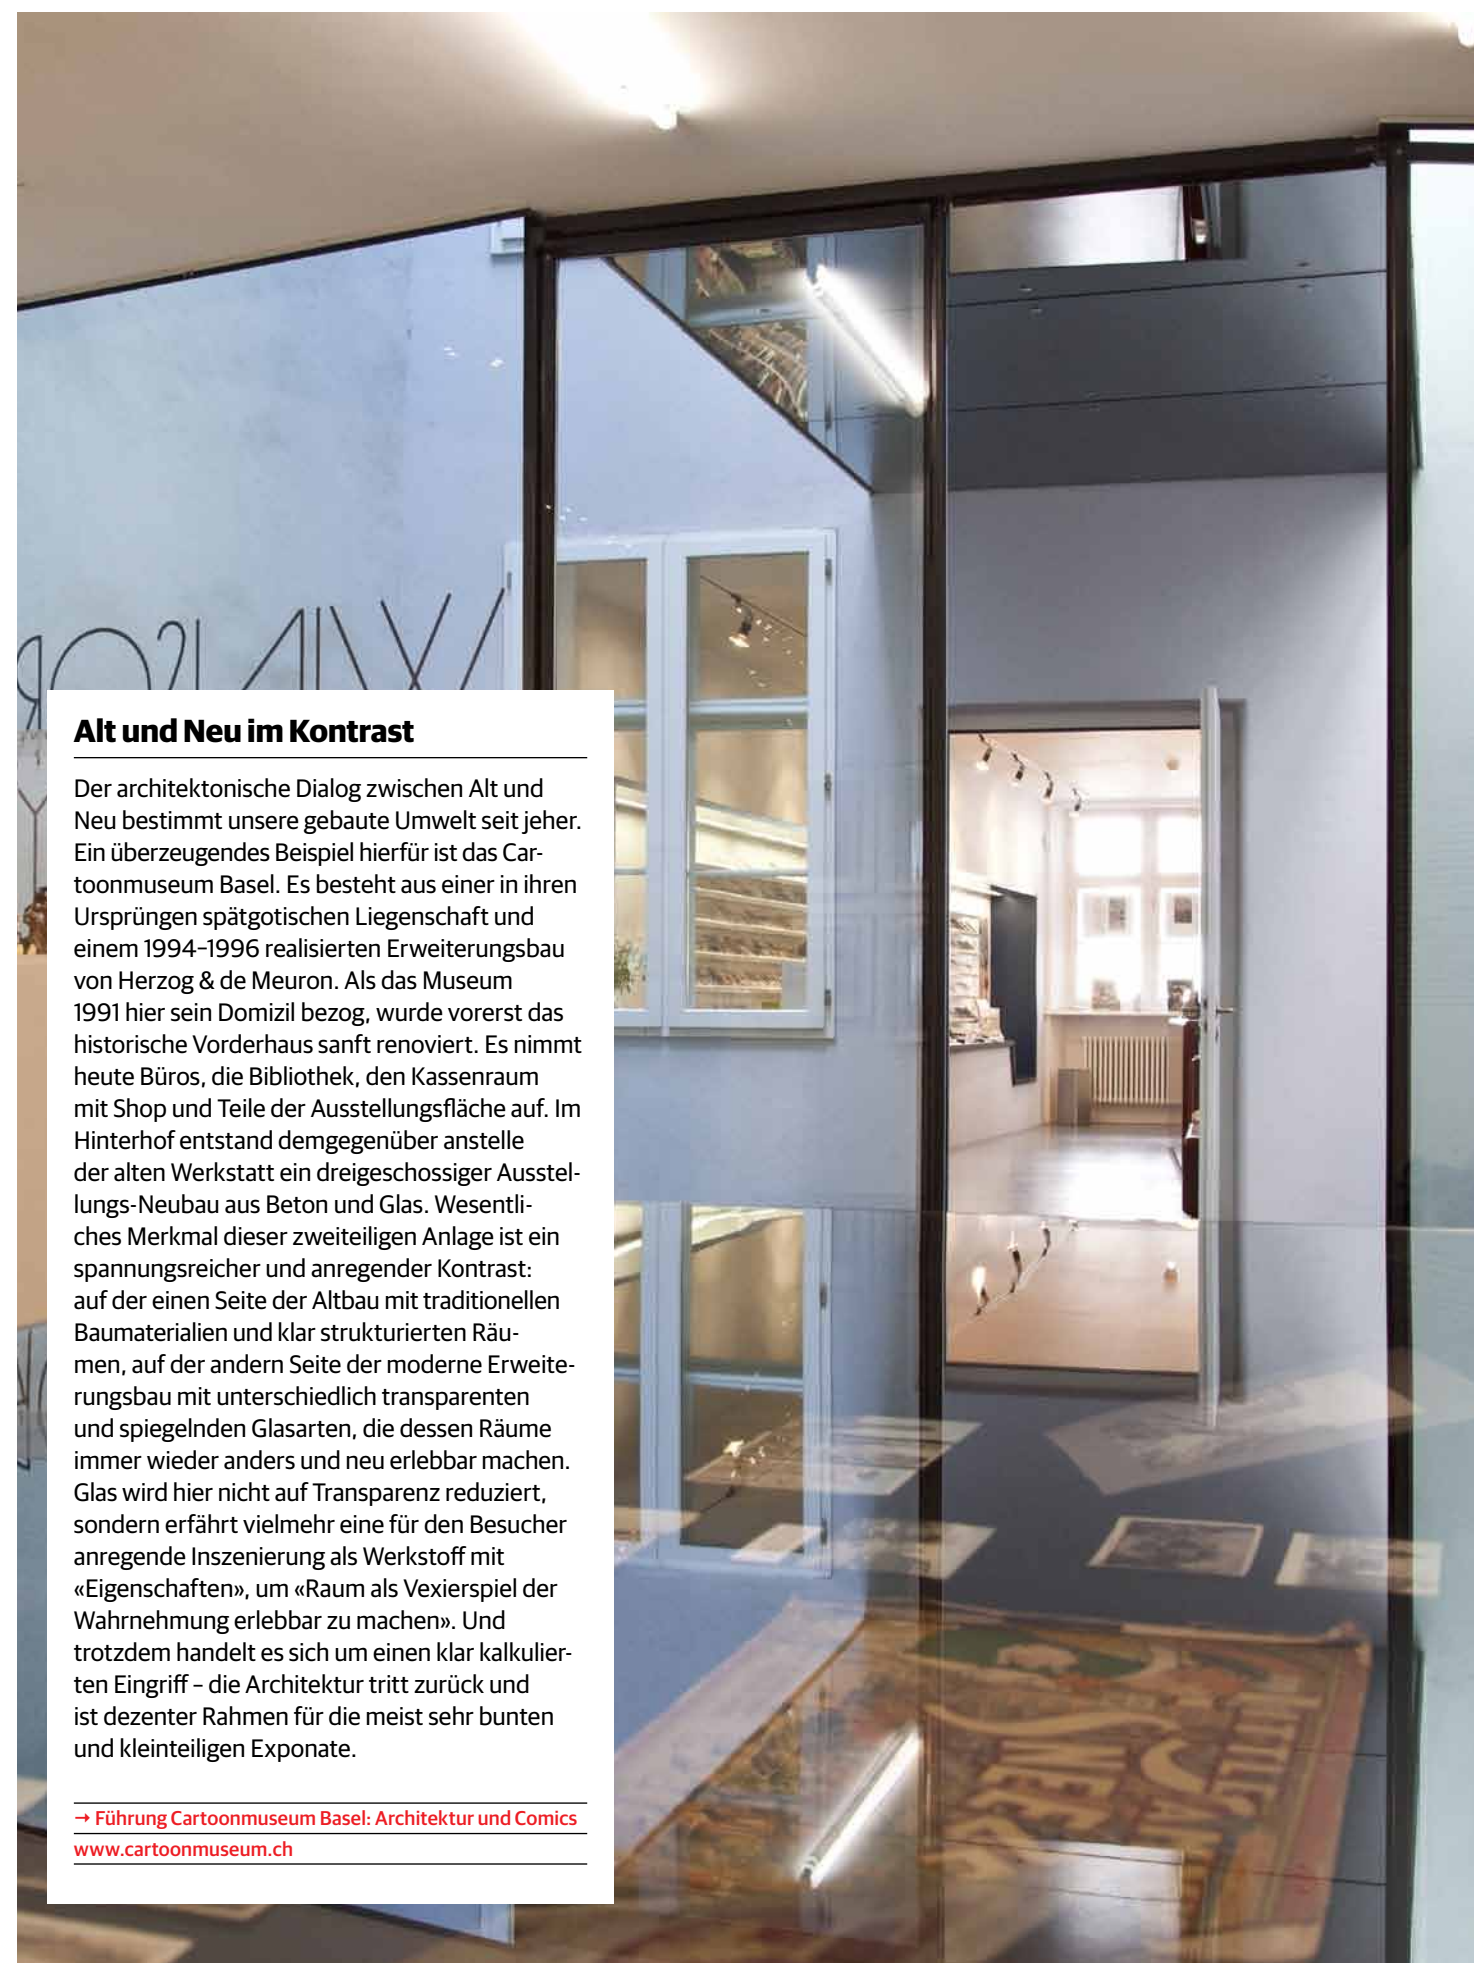 Alt und Neu im Kontrast
Der architektonische Dialog zwischen Alt und
Neu bestimmt unsere gebaute Umwelt seit jeher.
Ein überzeugendes Beispiel hierfür ist das Car-
toonmuseum Basel. Es besteht aus einer in ihren
Ursprüngen spätgotischen Liegenschaft und
einem 1994–1996 realisierten Erweiterungsbau
von Herzog & de Meuron. Als das Museum
1991 hier sein Domizil bezog, wurde vorerst das
historische Vorderhaus sanft renoviert. Es nimmt
heute Büros, die Bibliothek, den Kassenraum
mit Shop und Teile der Ausstellungsfläche auf. Im
Hinterhof entstand demgegenüber anstelle
der alten Werkstatt ein dreigeschossiger Ausstel-
lungs-Neubau aus Beton und Glas. Wesentli-
ches Merkmal dieser zweiteiligen Anlage ist ein
spannungsreicher und anregender Kontrast:
auf der einen Seite der Altbau mit traditionellen
Baumaterialien und klar strukturierten Räu-
men, auf der andern Seite der moderne Erweite-
rungsbau mit unterschiedlich transparenten
und spiegelnden Glasarten, die dessen Räume
immer wieder anders und neu erlebbar machen.
Glas wird hier nicht auf Transparenz reduziert,
sondern erfährt vielmehr eine für den Besucher
anregende Inszenierung als Werkstoff mit
«Eigenschaften», um «Raum als Vexierspiel der
Wahrnehmung erlebbar zu machen». Und
trotzdem handelt es sich um einen klar kalkulier-
ten Eingriff – die Architektur tritt zurück und
ist dezenter Rahmen für die meist sehr bunten
und kleinteiligen Exponate.
→ Führung Cartoonmuseum Basel: Architektur und Comics
www.cartoonmuseum.ch